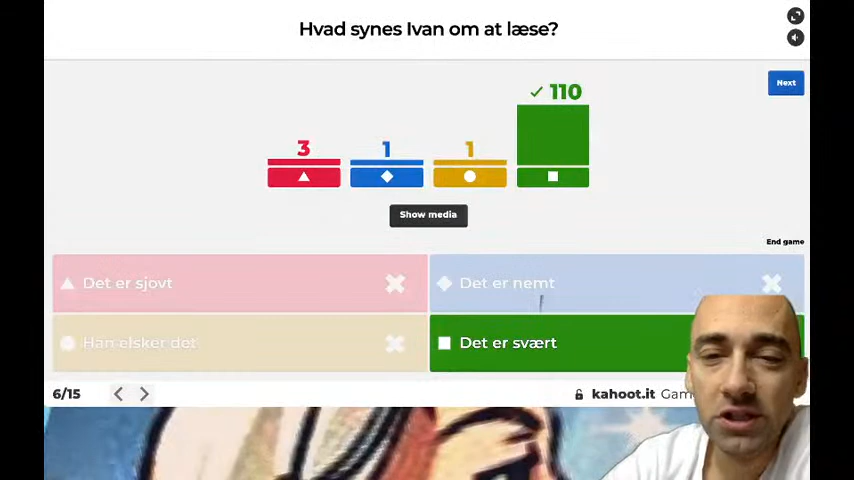 Hvad synes Ivan om at læse?
Next
110
3
1
1
Show media
End game
Det er sjovt
Det er nemt
Han elsker det
Det er svært
6/15
kahoot.it